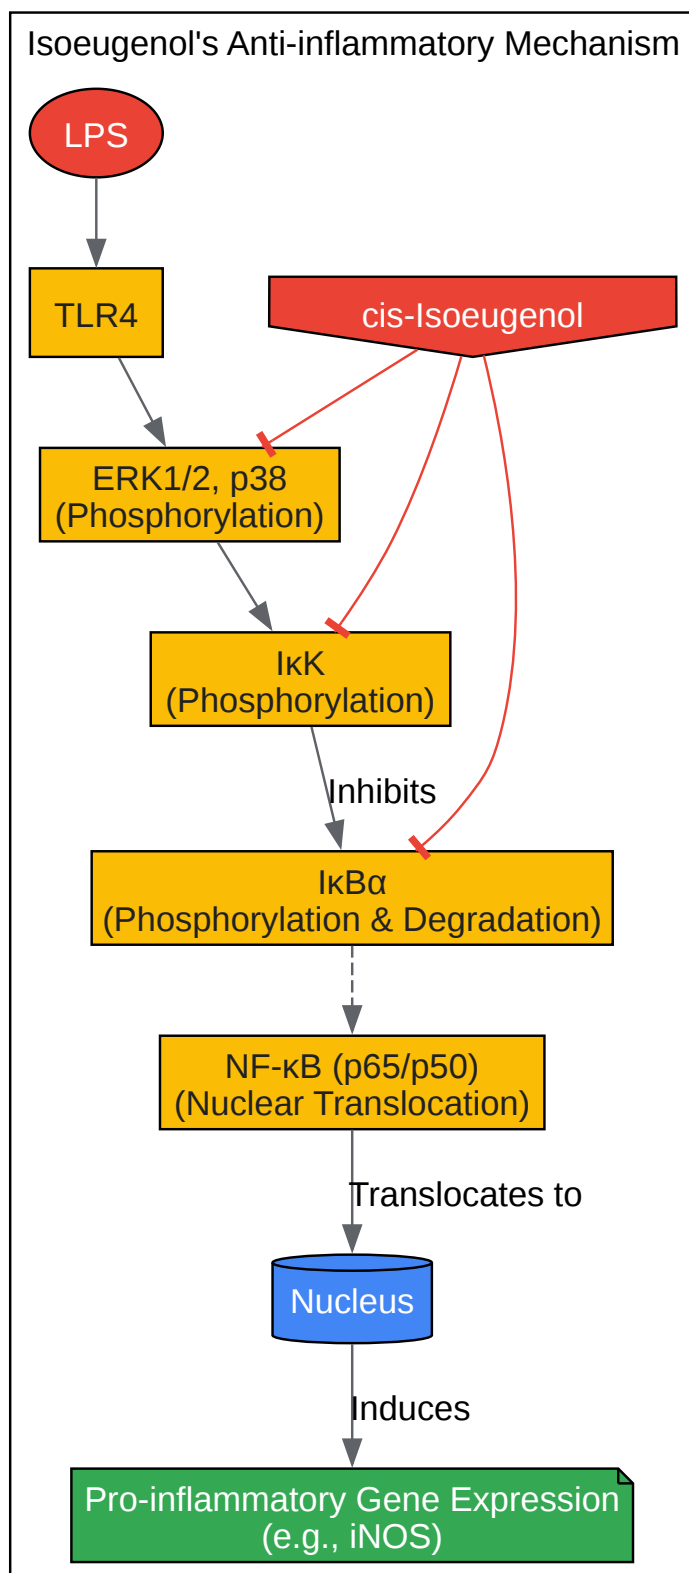 Isoeugenol's Anti-inflammatory Mechanism
LPS
TLR4
cis-Isoeugenol
ERK1/2, p38
(Phosphorylation)
IκK
(Phosphorylation)
Inhibits
IκBα
(Phosphorylation & Degradation)
NF-κB (p65/p50)
(Nuclear Translocation)
Translocates to
Nucleus
Induces
Pro-inflammatory Gene Expression
(e.g., iNOS)